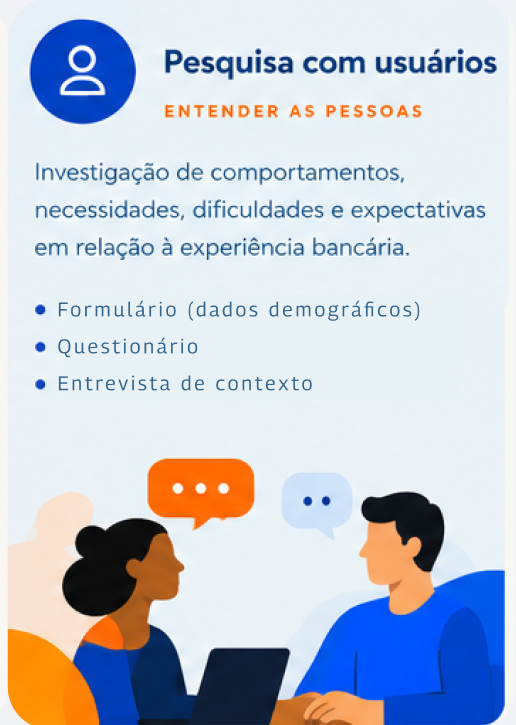 Pesquisa com usuários
ENTENDER AS PESSOAS
Investigação de comportamentos,
necessidades, dificuldades e expectativas
em relação à experiência bancária.
• Formulário (dados demográficos)
• Questionário
• Entrevista de contexto